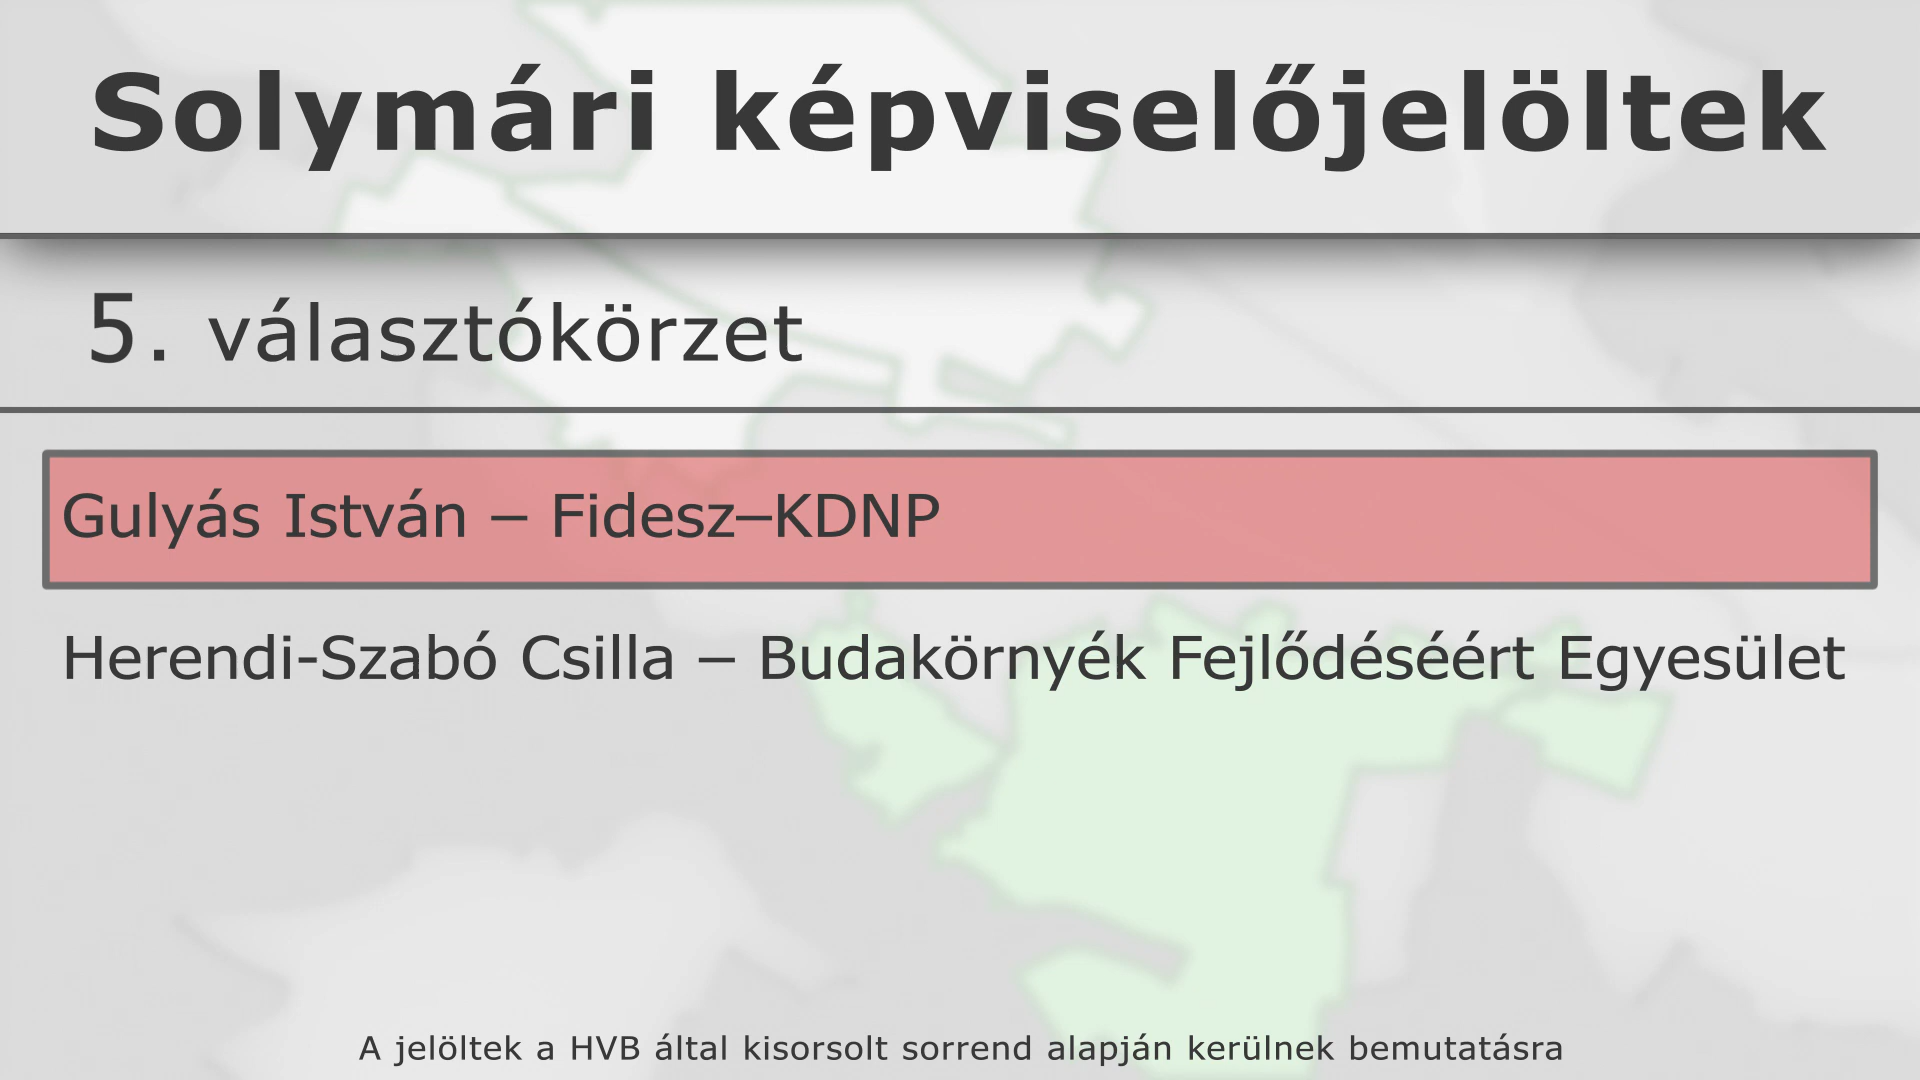 Solymári képviselőjelöltek
5. választókörzet
Gulyás István – Fidesz–KDNP
Herendi-Szabó Csilla – Budakörnyék Fejlődéséért Egyesület
A jelöltek a HVB által kisorsolt sorrend alapján kerülnek bemutatásra